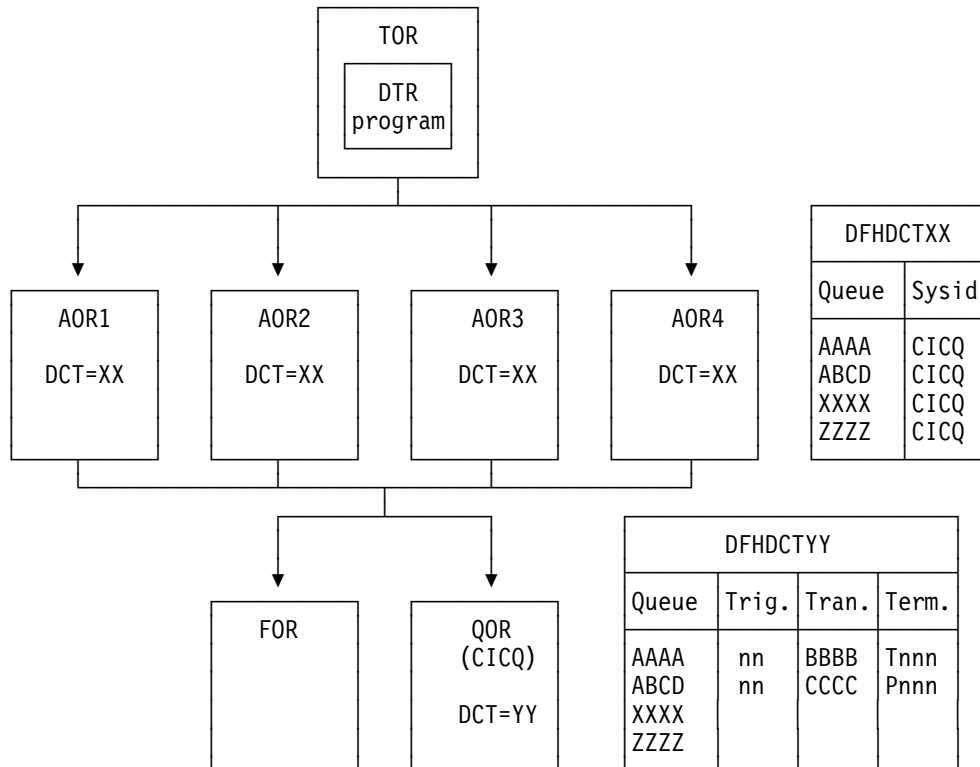 TOR
DTR
program
DFHDCTXX
Queue Sysid
AAAA CICQ
ABCD CICQ
XXXX CICQ
ZZZZ CICQ
AOR1 AOR2 AOR3 AOR4
DCT=XX DCT=XX DCT=XX DCT=XX
DFHDCTYY
Queue Trig. Tran. Term.
AAAA nn BBBB Tnnn
ABCD nn CCCC Pnnn
XXXX
ZZZZ
FOR
QOR
(CICQ)
DCT=YY